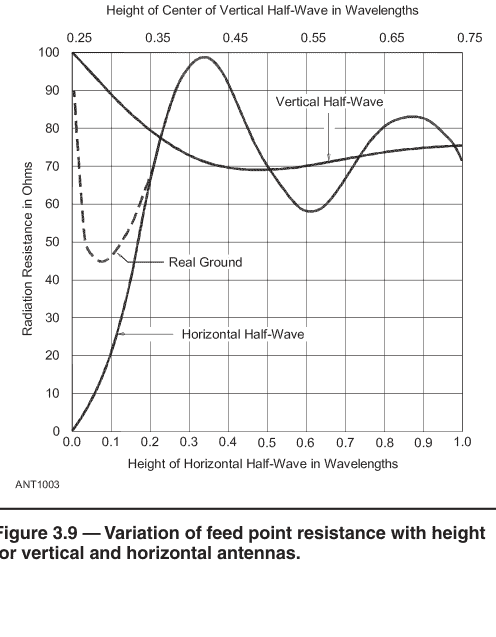 Height of Center of Vertical Half-Wave in Wavelengths
0.25 0.35 0.45 0.55 0.65 0.75
100
90
80
70
60
50
40
30
20
10
0
Radiation Resistance in Ohms
Vertical Half-Wave
Real Ground
Horizontal Half-Wave
0.0 0.1 0.2 0.3 0.4 0.5 0.6 0.7 0.8 0.9 1.0
Height of Horizontal Half-Wave in Wavelengths
ANT1003
Figure 3.9 — Variation of feed point resistance with height
or vertical and horizontal antennas.